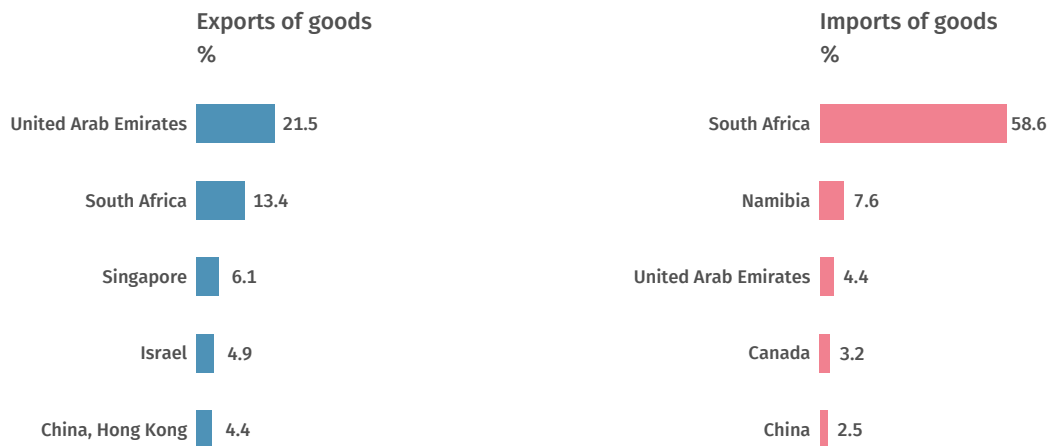 Exports of goods
%
United Arab Emirates 21.5
South Africa 13.4
Singapore 6.1
Israel 4.9
China, Hong Kong 4.4
Imports of goods
%
South Africa 58.6
Namibia 7.6
United Arab Emirates 4.4
Canada 3.2
China 2.5